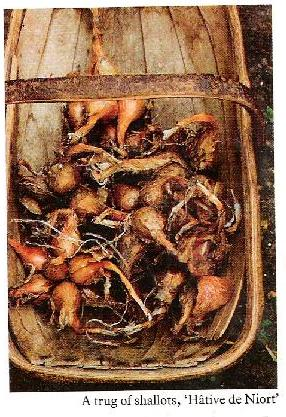 A trug of shallots, ‘Hâtive de Niort’